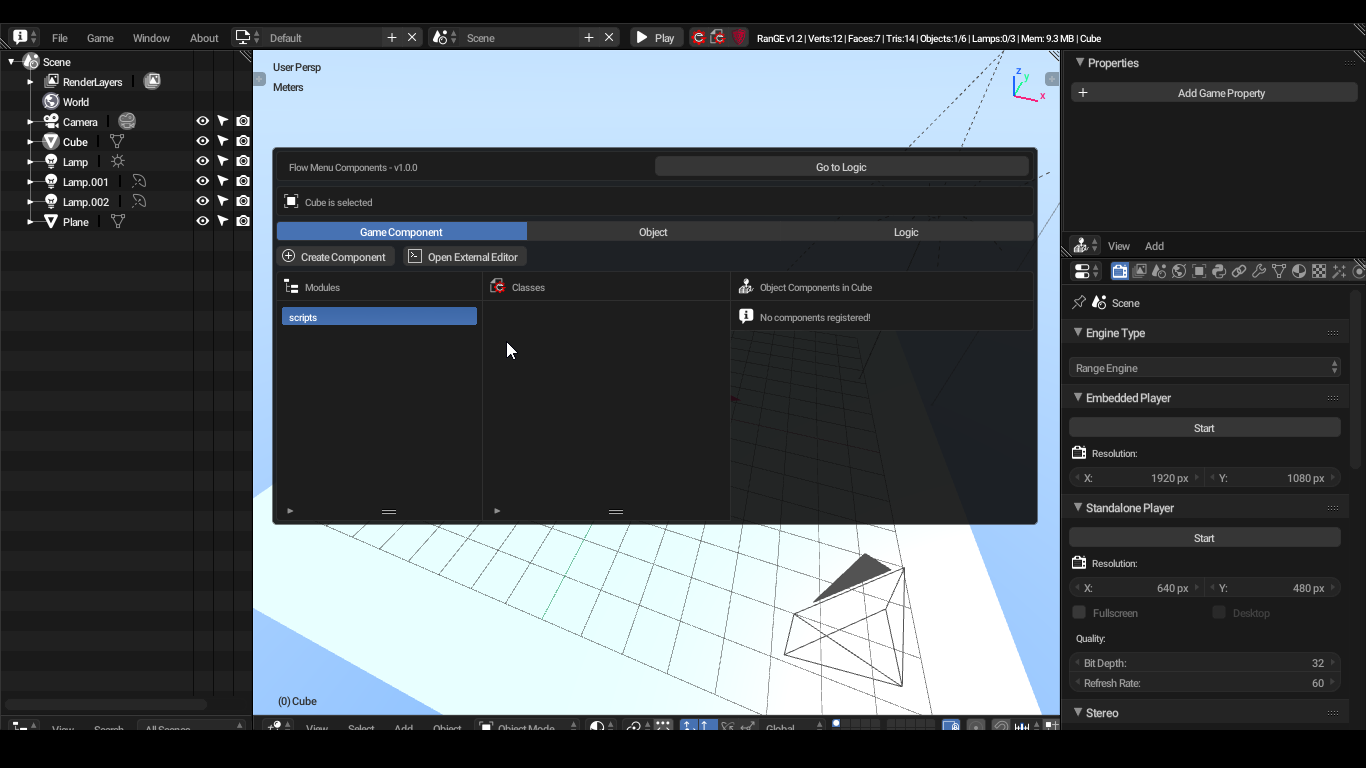 File Game Window About Default Scene Play RanGE v1.2 | Verts:12 | Faces:7 | Tris:14 | Objects:1/6 | Lamps:0/3 | Mem: 9.3 MB | Cube
Scene
RenderLayers
World
Camera
Cube
Lamp
Lamp.001
Lamp.002
Plane
View Search All Scenes
User Persp
Meters
z
y
x
Flow Menu Components - v1.0.0 Go to Logic
Cube is selected
Game Component Object Logic
Create Component Open External Editor
Modules Classes Object Components in Cube
scripts No components registered!
(0) Cube
View Select Add Object Object Mode Global
Properties
Add Game Property
View Add
Scene
Engine Type
Range Engine
Embedded Player
Start
Resolution:
X: 1920 px Y: 1080 px
Standalone Player
Start
Resolution:
X: 640 px Y: 480 px
Fullscreen Desktop
Quality:
Bit Depth: 32
Refresh Rate: 60
Stereo